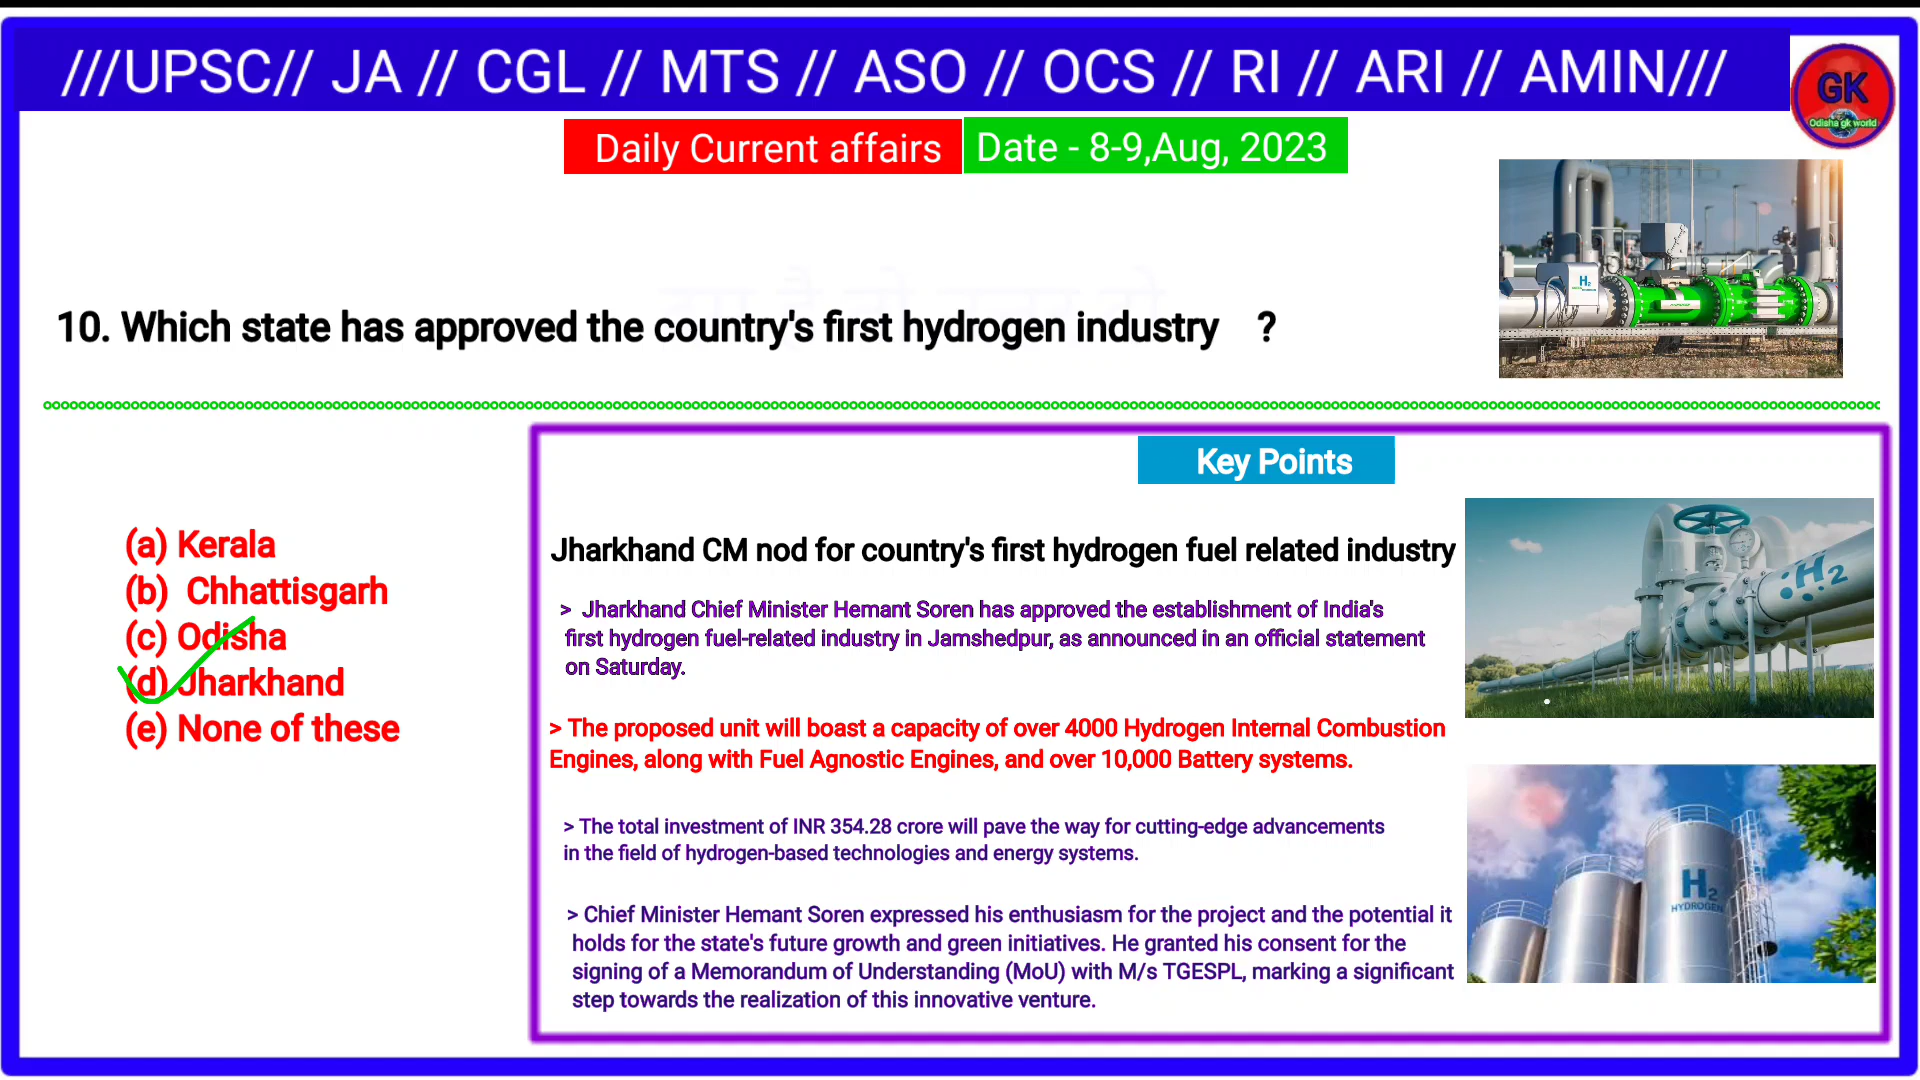 ///UPSC// JA // CGL // MTS // ASO // OCS // RI // ARI // AMIN///
GK
Odisha gk world
Daily Current affairs Date - 8-9,Aug, 2023
H₂
10. Which state has approved the country's first hydrogen industry ?
Key Points
(a) Kerala
(b) Chhattisgarh
(c) Odisha
(d) Jharkhand
(e) None of these
Jharkhand CM nod for country's first hydrogen fuel related industry
> Jharkhand Chief Minister Hemant Soren has approved the establishment of India's
first hydrogen fuel-related industry in Jamshedpur, as announced in an official statement
on Saturday.
> The proposed unit will boast a capacity of over 4000 Hydrogen Internal Combustion
Engines, along with Fuel Agnostic Engines, and over 10,000 Battery systems.
> The total investment of INR 354.28 crore will pave the way for cutting-edge advancements
in the field of hydrogen-based technologies and energy systems.
> Chief Minister Hemant Soren expressed his enthusiasm for the project and the potential it
holds for the state's future growth and green initiatives. He granted his consent for the
signing of a Memorandum of Understanding (MoU) with M/s TGESPL, marking a significant
step towards the realization of this innovative venture.
H₂
H₂
HYDROGEN